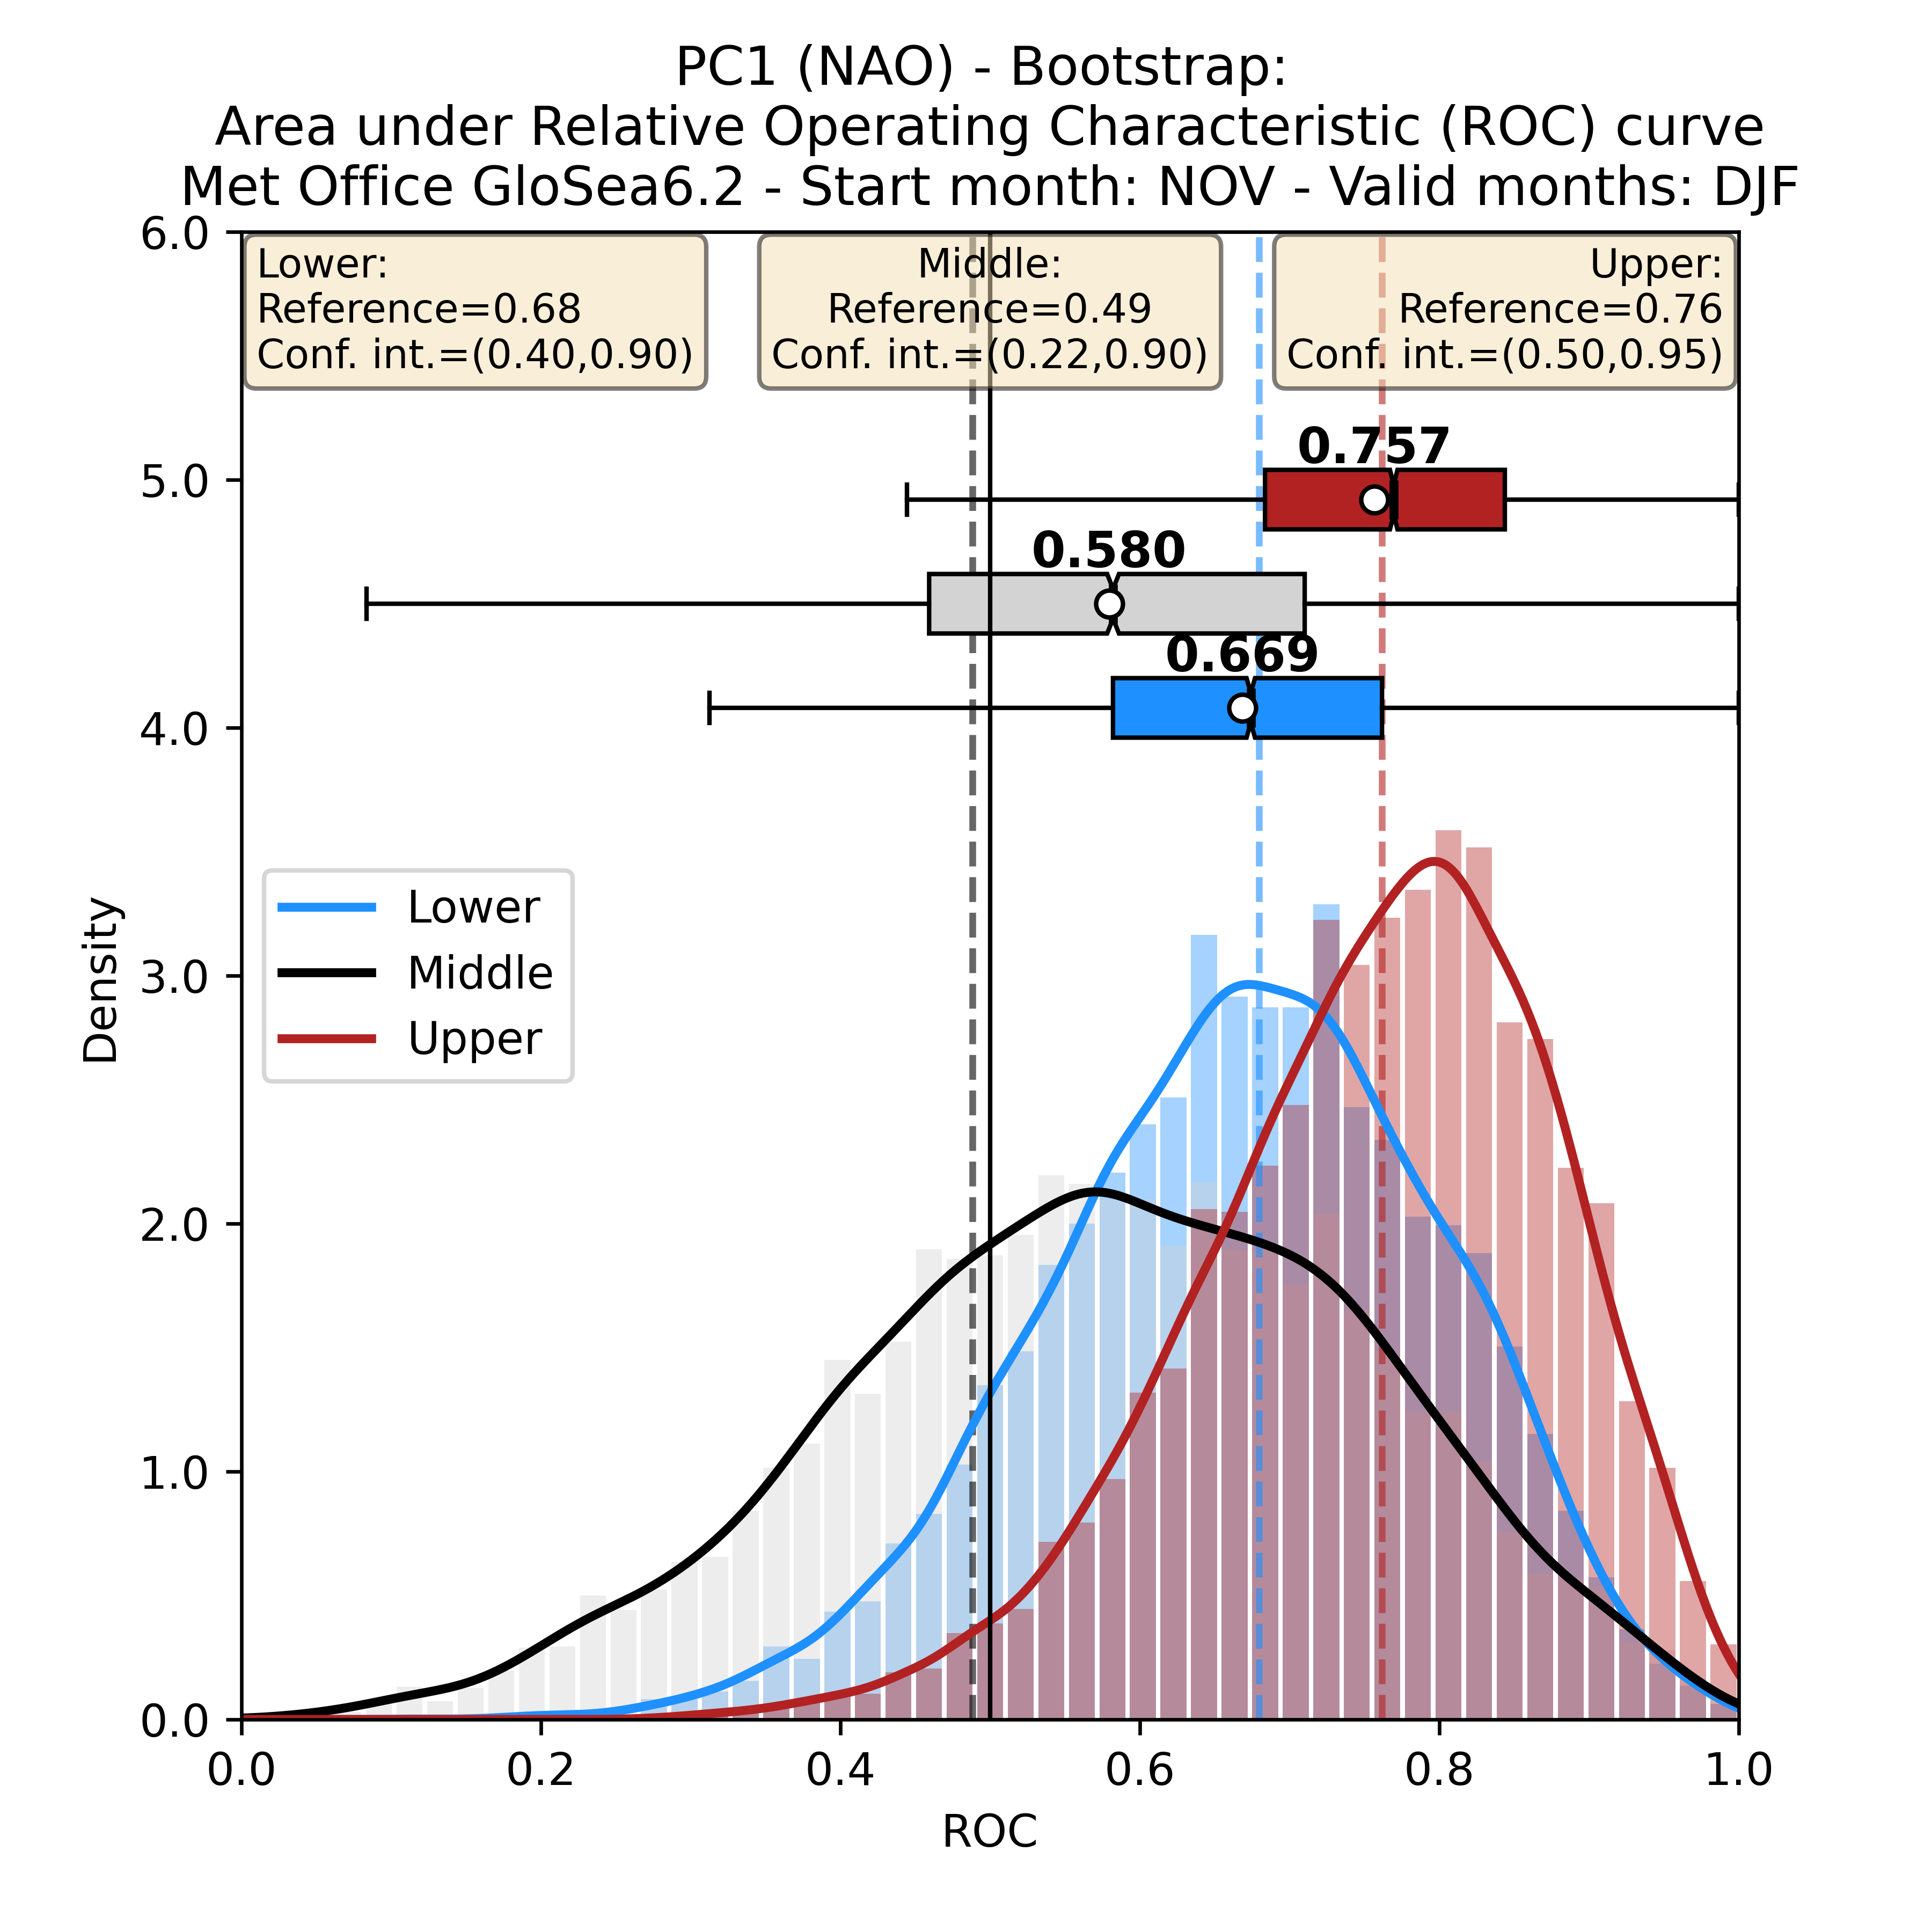 PC1 (NAO) - Bootstrap:
Area under Relative Operating Characteristic (ROC) curve
Met Office GloSea6.2 - Start month: NOV - Valid months: DJF
Lower:
Reference=0.68
Conf. int.=(0.40,0.90)
Middle:
Reference=0.49
Conf. int.=(0.22,0.90)
Upper:
Reference=0.76
Conf. int.=(0.50,0.95)
0.757
0.580
0.669
6.0
5.0
4.0
3.0
2.0
1.0
0.0
Density
Lower
Middle
Upper
0.0 0.2 0.4 0.6 0.8 1.0
ROC